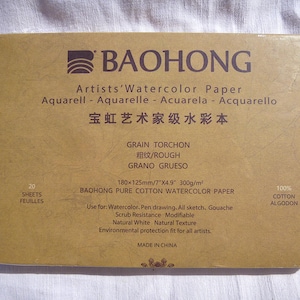 BAOHONG
Artists'Watercolor Paper
Aquarell - Aquarelle - Acuarela - Acquarello
宝虹艺术家级水彩本
GRAIN TORCHON
粗纹/ROUGH
GRANO GRUESO
20
SHEETS
FEUILLES
180×125mm/7"X4.9" 300g/m²
BAOHONG PURE COTTON WATERCOLOR PAPER
100%
COTTON
ALGODON
Use for: Watercolor. Pen drawing. All sketch. Gouache
Scrub Resistance · Modifiable
Natural White · Natural Texture
Environmental protection fit for all artists.
MADE IN CHINA